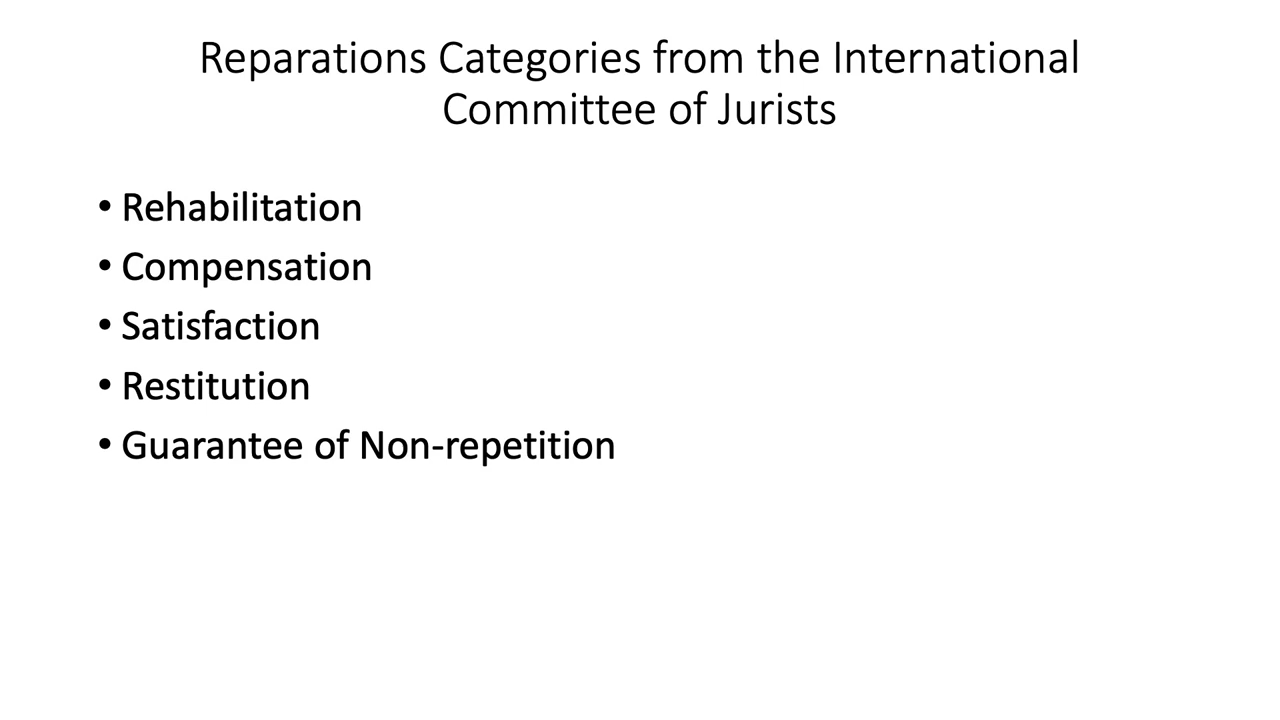 Reparations Categories from the International
Committee of Jurists
• Rehabilitation
• Compensation
• Satisfaction
• Restitution
• Guarantee of Non-repetition